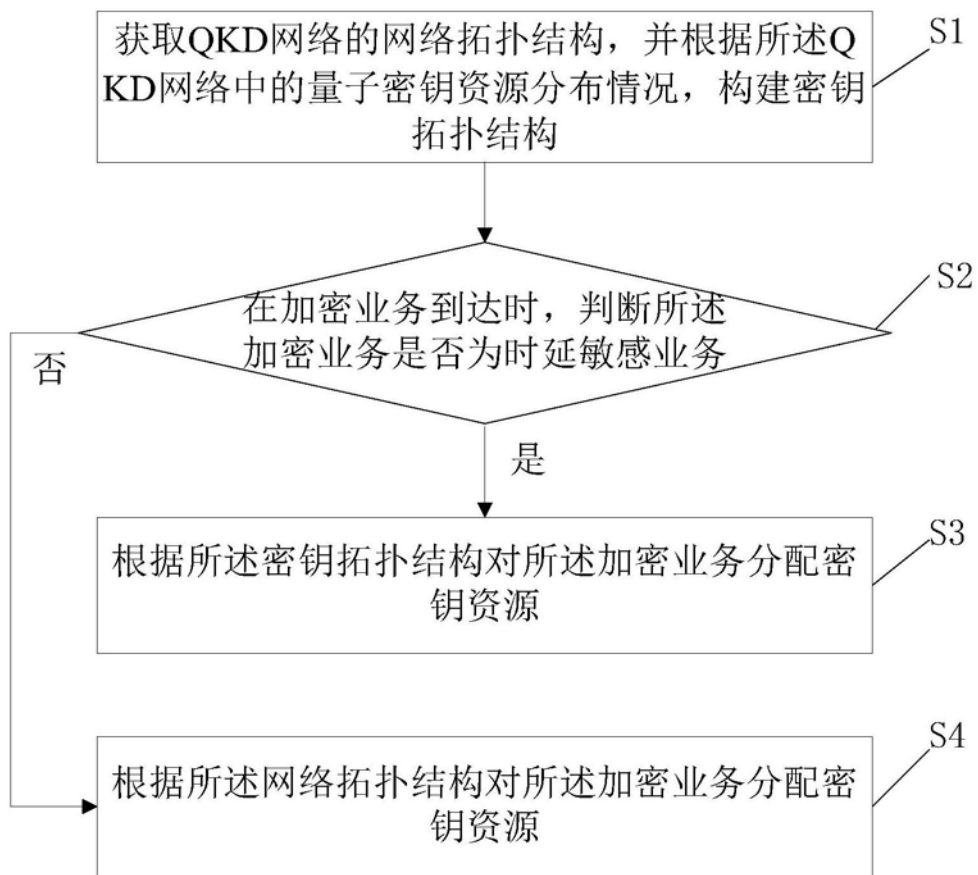 获取QKD网络的网络拓扑结构，并根据所述Q
KD网络中的量子密钥资源分布情况，构建密钥
拓扑结构
S1
在加密业务到达时，判断所述
加密业务是否为时延敏感业务
S2
否
是
根据所述密钥拓扑结构对所述加密业务分配密
钥资源
S3
根据所述网络拓扑结构对所述加密业务分配密
钥资源
S4